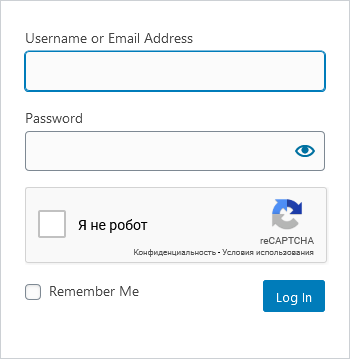 Username or Email Address
Password
Я не робот
reCAPTCHA
Конфиденциальность - Условия использования
Remember Me
Log In